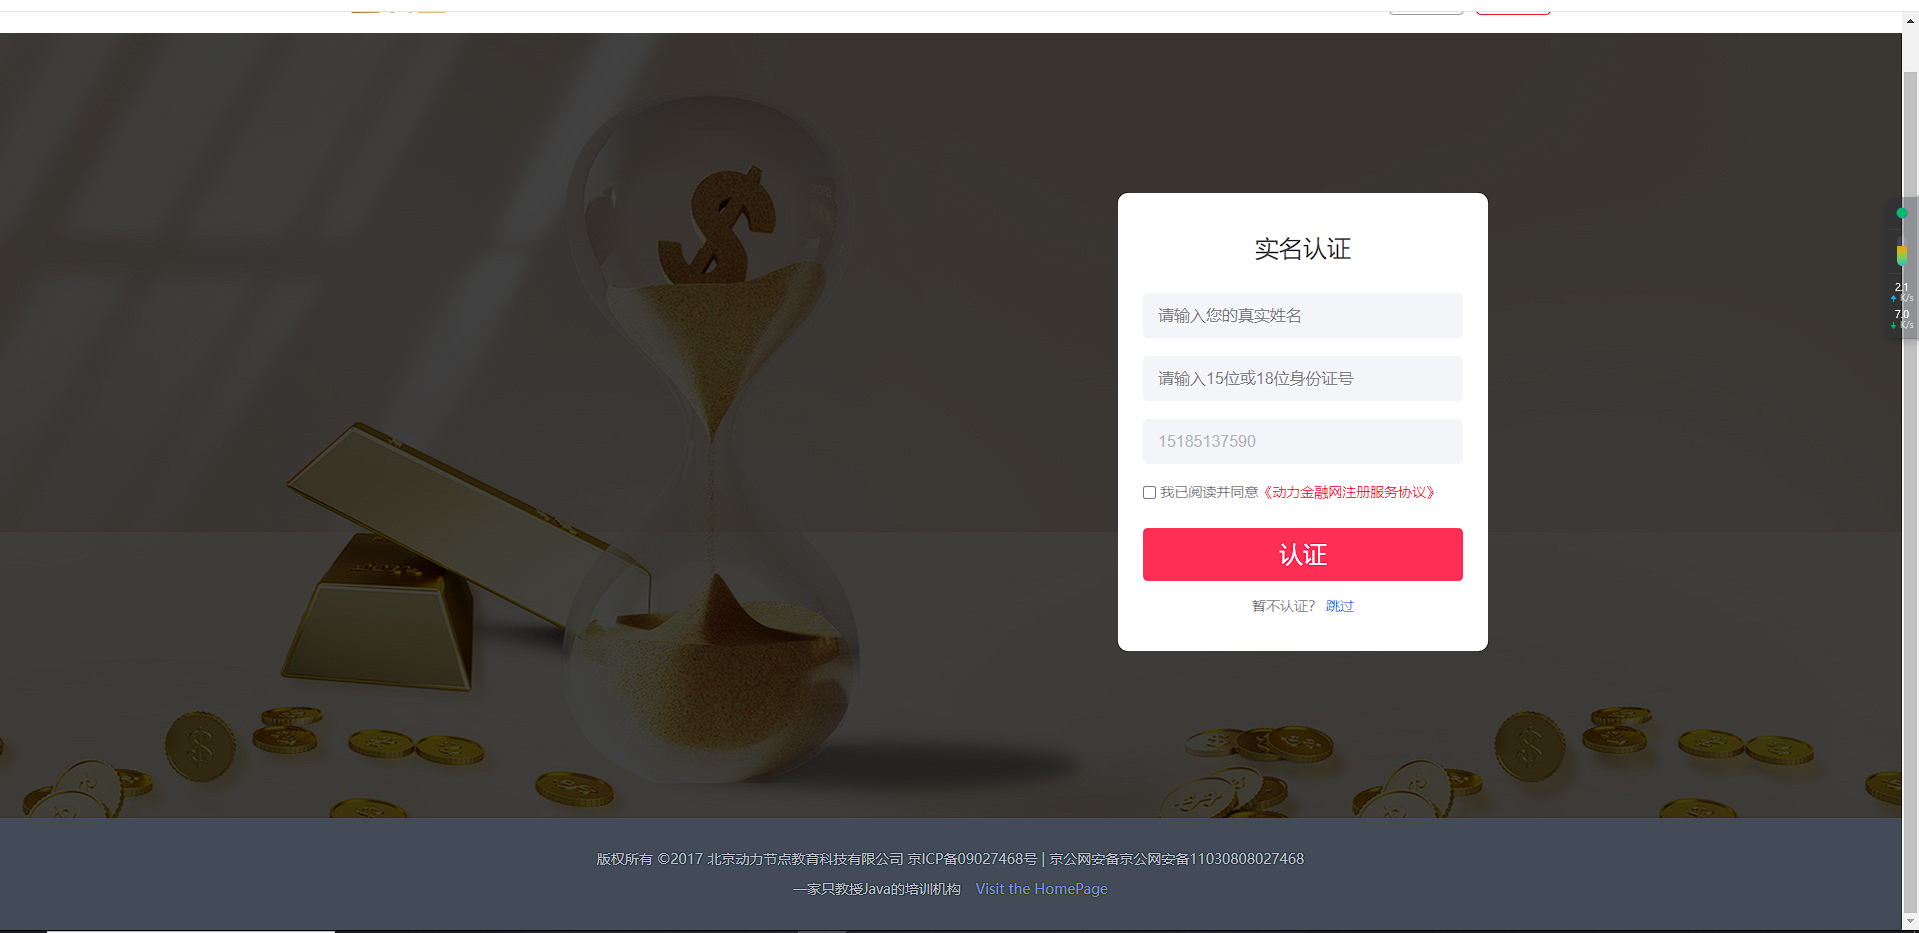 实名认证
请输入您的真实姓名
请输入15位或18位身份证号
15185137590
我已阅读并同意《动力金融网注册服务协议》
认证
暂不认证? 跳过
2.1
K/s
7.0
K/s
版权所有 ©2017 北京动力节点教育科技有限公司 京ICP备09027468号 | 京公网安备京公网安备11030808027468
一家只教授Java的培训机构 Visit the HomePage